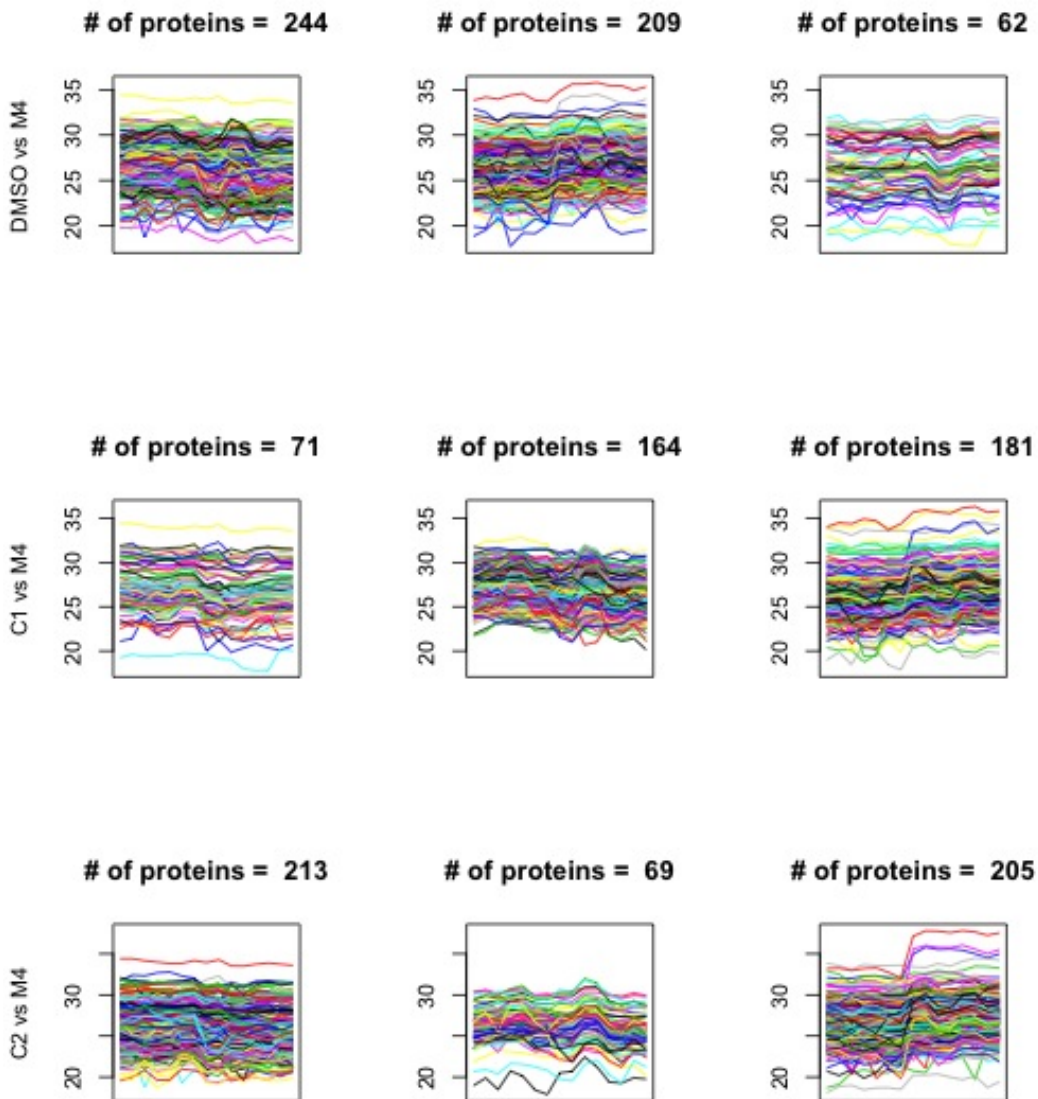 # of proteins = 244
# of proteins = 209
# of proteins = 62
DMSO vs M4
35
30
25
20
35
30
25
20
35
30
25
20
# of proteins = 71
# of proteins = 164
# of proteins = 181
C1 vs M4
35
30
25
20
35
30
25
20
35
30
25
20
# of proteins = 213
# of proteins = 69
# of proteins = 205
C2 vs M4
30
20
30
20
30
20